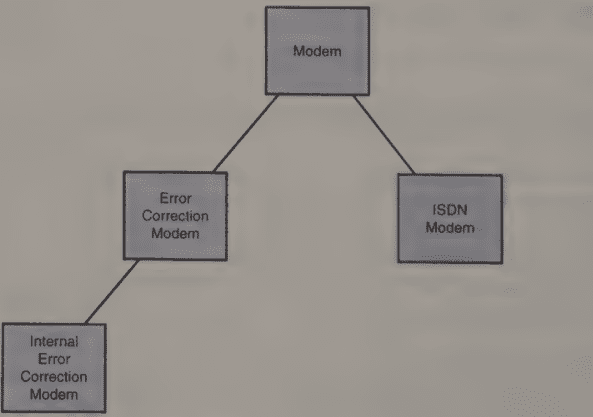 Modem
Error
Correction
Modem
ISDN
Modem
Internal
Error
Correction
Modem